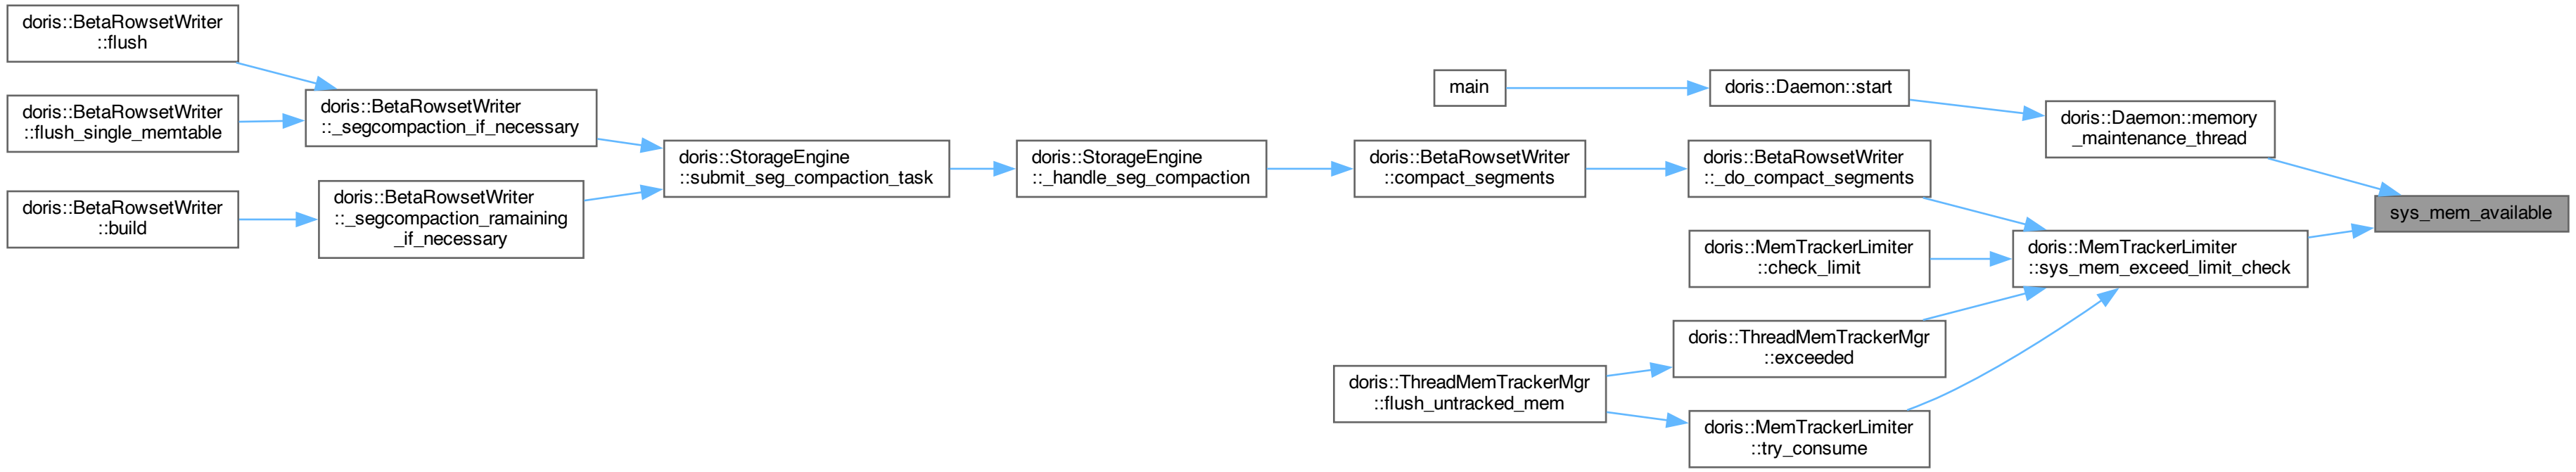 doris::BetaRowsetWriter
::flush
doris::BetaRowsetWriter
::flush_single_memtable
doris::BetaRowsetWriter
::build
doris::BetaRowsetWriter
::_segcompaction_if_necessary
doris::BetaRowsetWriter
::_segcompaction_ramaining
_if_necessary
doris::StorageEngine
::submit_seg_compaction_task
doris::StorageEngine
::_handle_seg_compaction
main
doris::BetaRowsetWriter
::compact_segments
doris::ThreadMemTrackerMgr
::flush_untracked_mem
doris::Daemon::start
doris::BetaRowsetWriter
::_do_compact_segments
doris::MemTrackerLimiter
::check_limit
doris::ThreadMemTrackerMgr
::exceeded
doris::MemTrackerLimiter
::try_consume
doris::Daemon::memory
_maintenance_thread
doris::MemTrackerLimiter
::sys_mem_exceed_limit_check
sys_mem_available